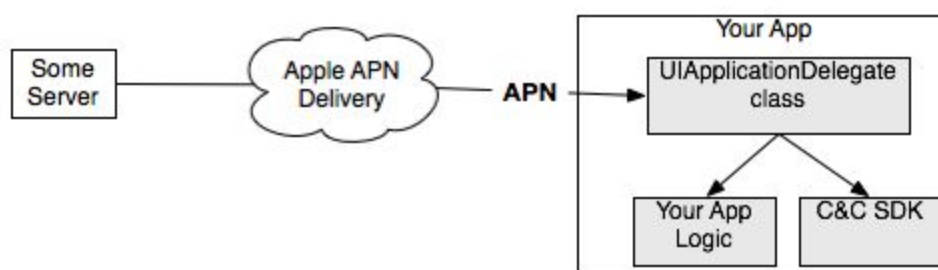 Your App
Some
Server
Apple APN
Delivery
APN
UIApplicationDelegate
class
Your App
Logic
C&C SDK